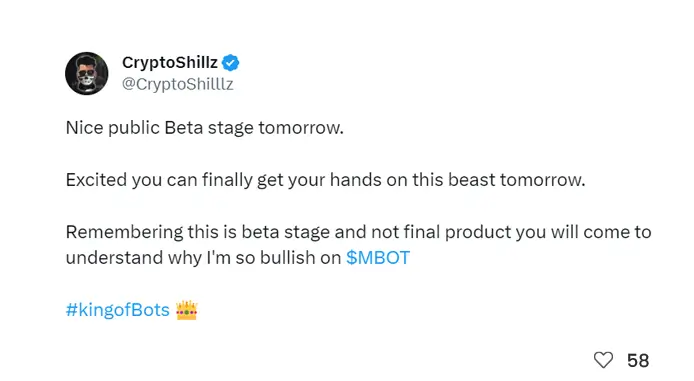 CryptoShillz
@CryptoShilllz
Nice public Beta stage tomorrow.
Excited you can finally get your hands on this beast tomorrow.
Remembering this is beta stage and not final product you will come to
understand why I'm so bullish on $MBOT
#kingofBots 👑
58